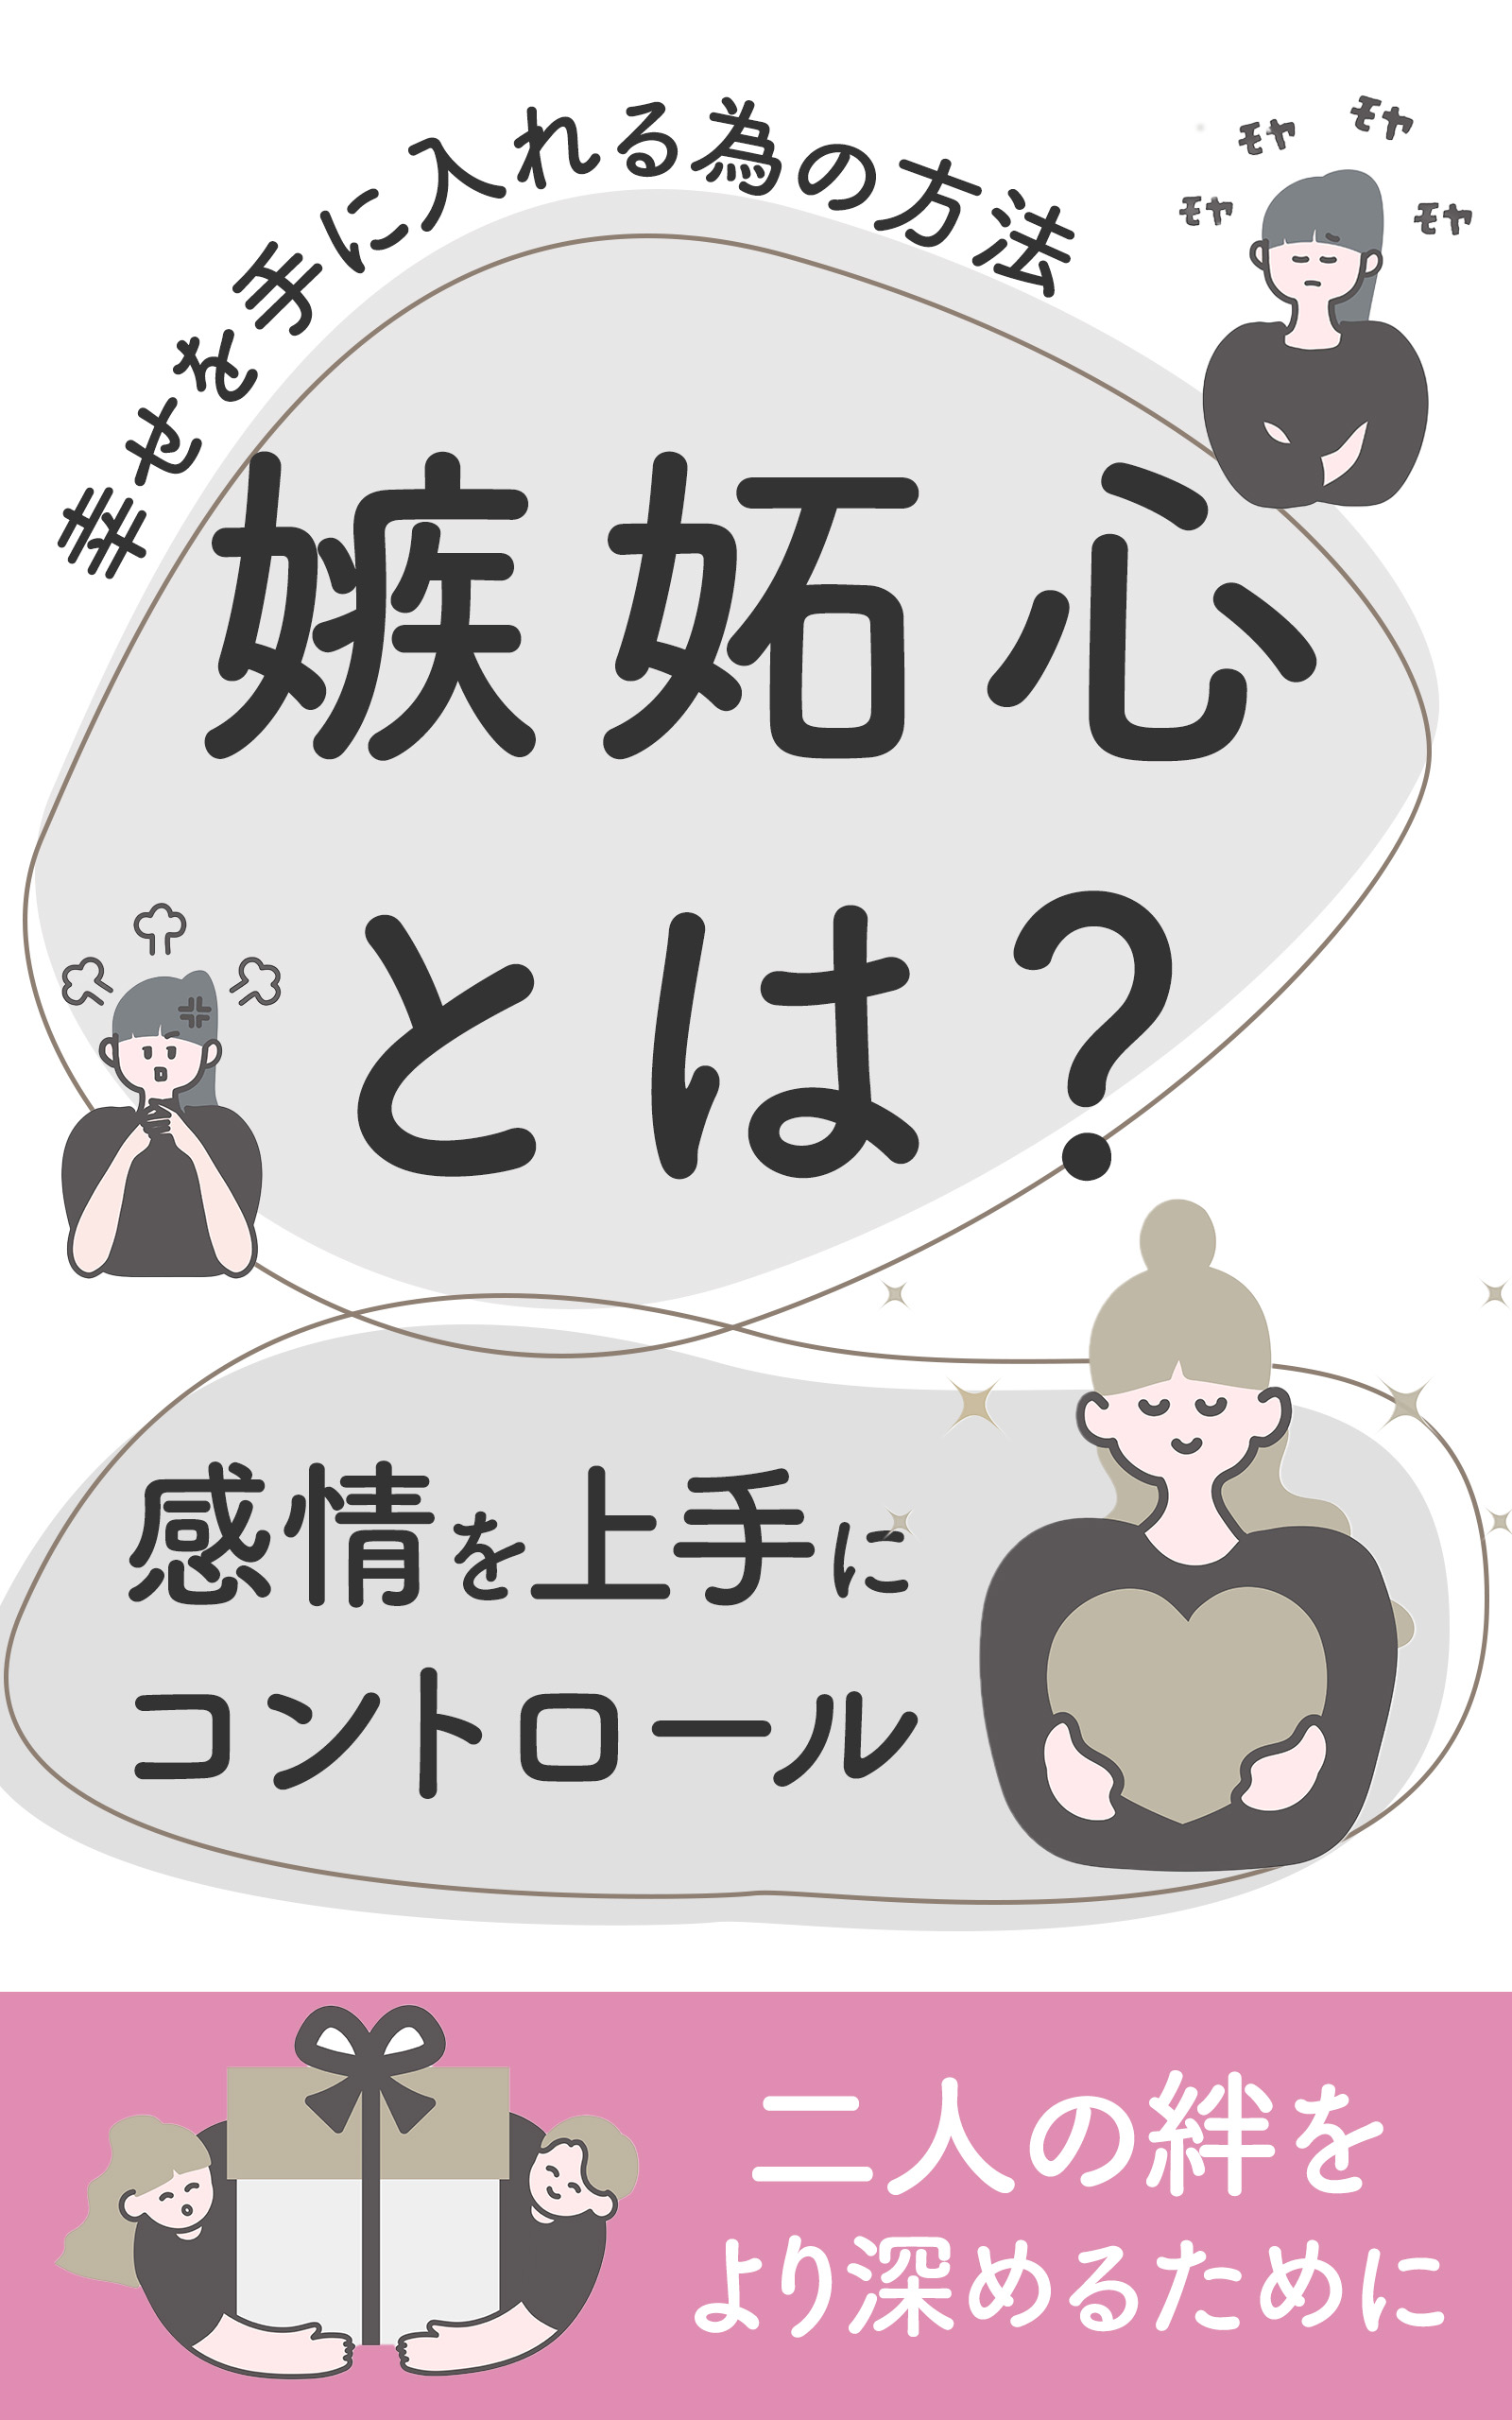 幸せを手に入れる為の方法
モヤ
モヤ
モヤ
モヤ
嫉妬心
とは?
感情を上手に
コントロール
二人の絆を
より深めるために